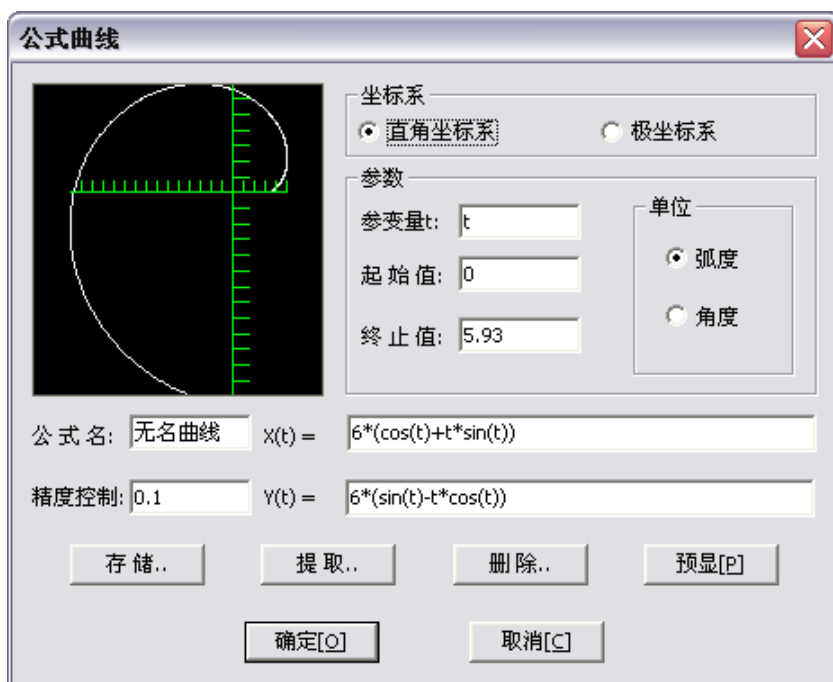 公式曲线
坐标系
直角坐标系 极坐标系
参数
参变量t: t
起始值: 0
终止值: 5.93
单位
弧度
角度
公式名: 无名曲线 X(t) = 6*(cos(t)+t*sin(t))
精度控制: 0.1 Y(t) = 6*(sin(t)-t*cos(t))
存储.. 提取.. 删除.. 预显[P]
确定[O] 取消[C]